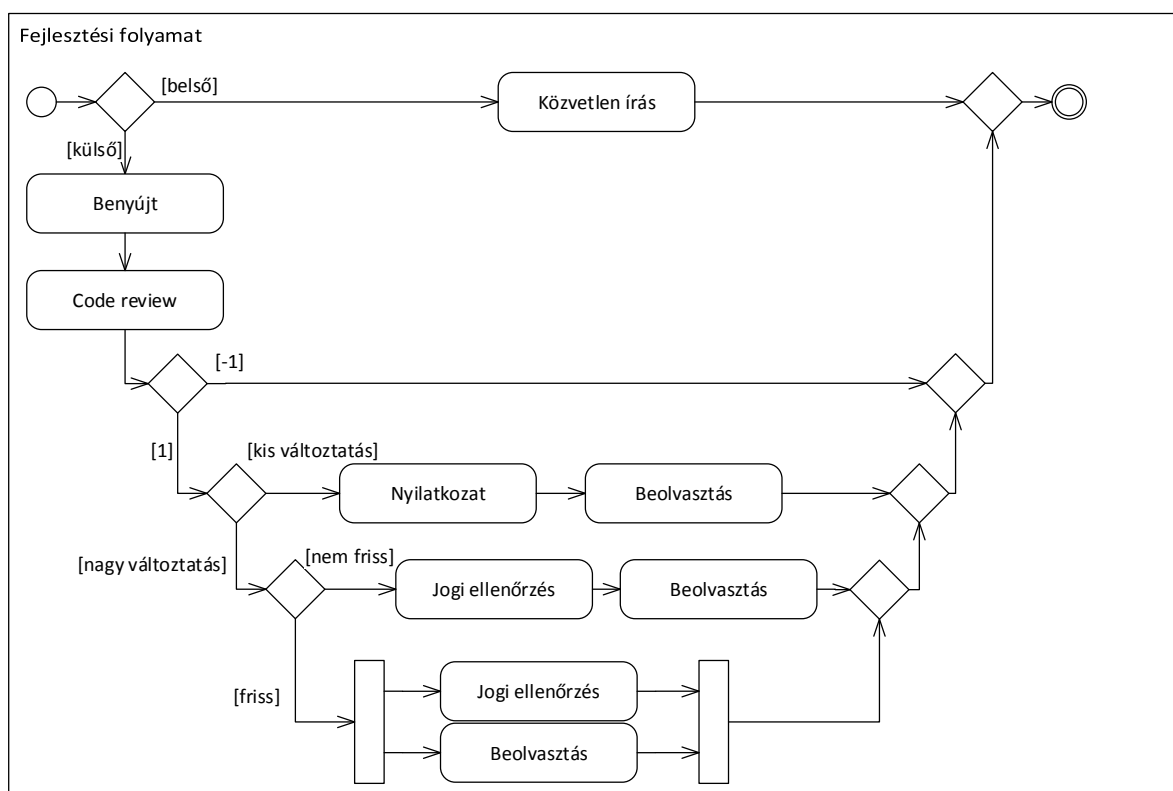 Fejlesztési folyamat
[belső]
Közvetlen írás
[külső]
Benyújt
Code review
[-1]
[1]
[kis változtatás]
Nyilatkozat
Beolvasztás
[nagy változtatás]
[nem friss]
Jogi ellenőrzés
Beolvasztás
[friss]
Jogi ellenőrzés
Beolvasztás